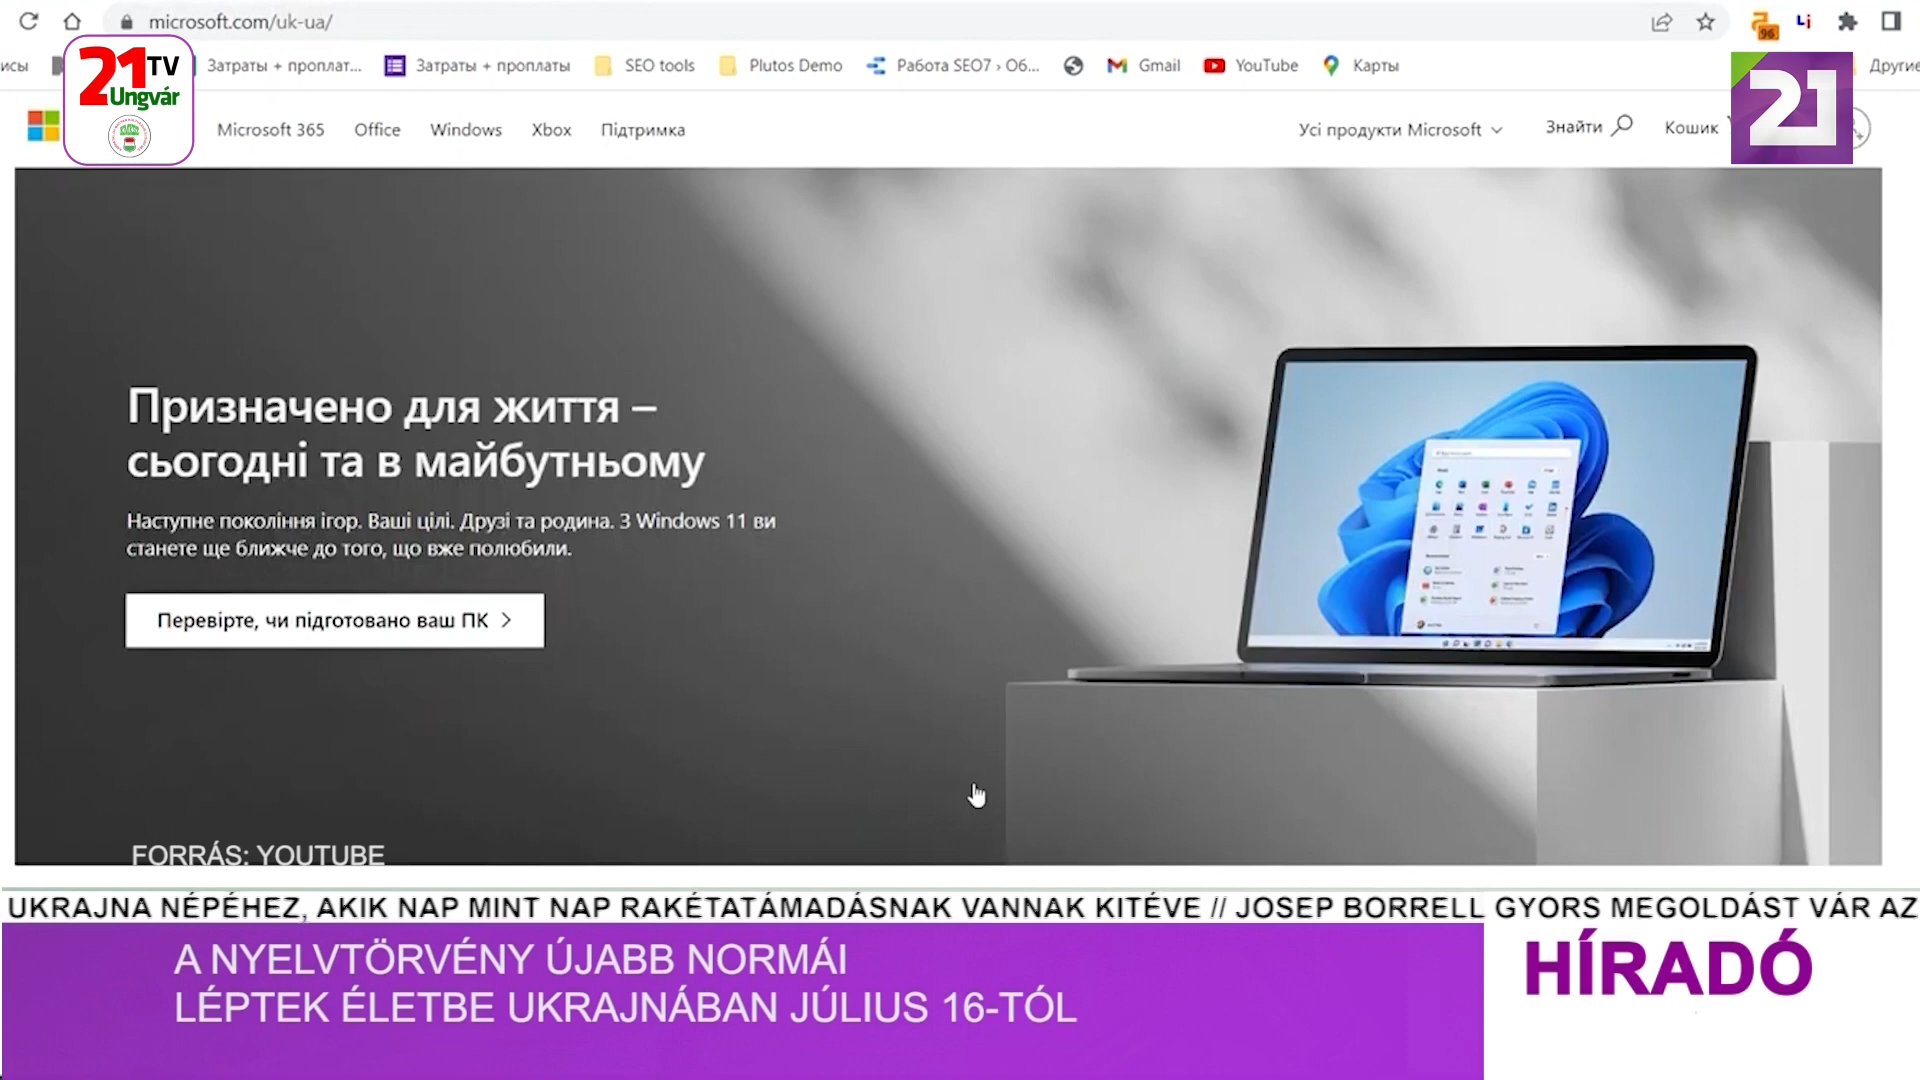 microsoft.com/uk-ua/
исы
Затраты + проплат...
Затраты + проплаты
SEO tools
Plutos Demo
Работа SEO7 › Об...
Gmail
YouTube
Карты
Другие
96
Li
21 TV
Ungvár
21
Microsoft 365
Office
Windows
Xbox
Підтримка
Усі продукти Microsoft
Знайти
Кошик
Призначено для життя –
сьогодні та в майбутньому
Наступне покоління ігор. Ваші цілі. Друзі та родина. З Windows 11 ви
станете ще ближче до того, що вже полюбили.
Перевірте, чи підготовано ваш ПК
FORRÁS: YOUTUBE
UKRAJNA NÉPÉHEZ, AKIK NAP MINT NAP RAKÉTATÁMADÁSNAK VANNAK KITÉVE // JOSEP BORRELL GYORS MEGOLDÁST VÁR AZ
A NYELVTÖRVÉNY ÚJABB NORMÁI
LÉPTEK ÉLETBE UKRAJNÁBAN JÚLIUS 16-TÓL
HÍRADÓ